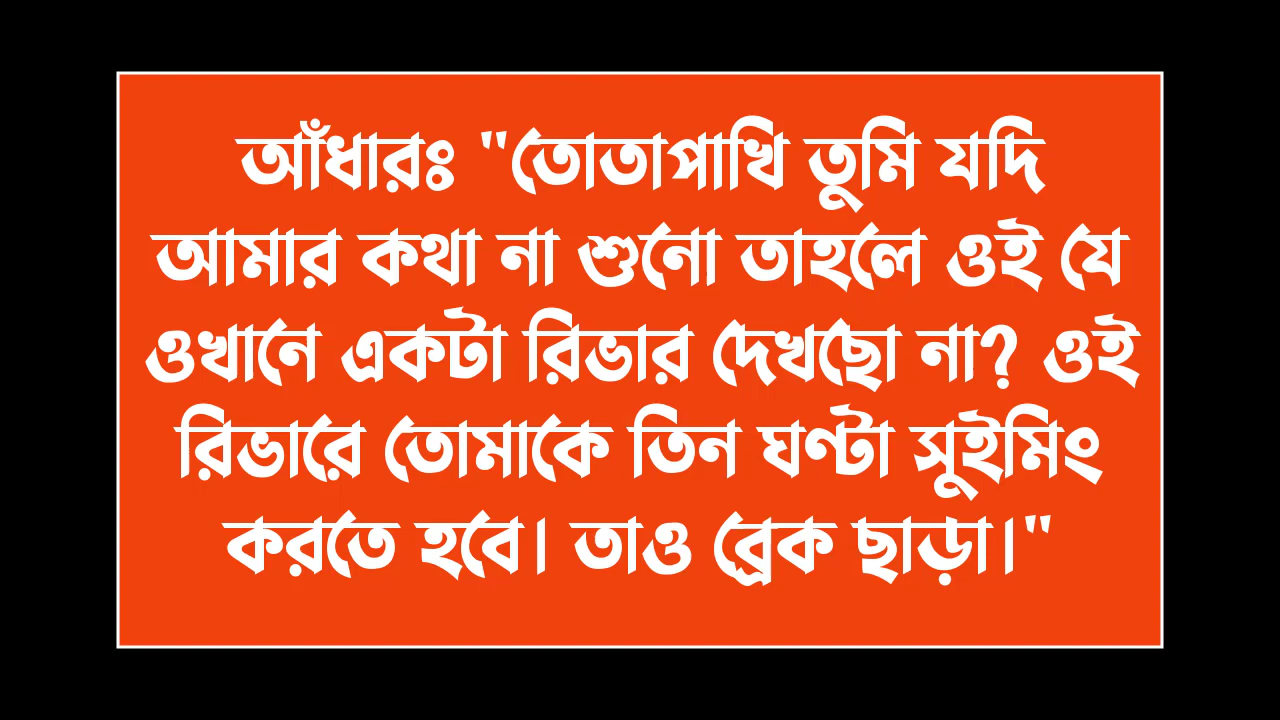 আঁধারঃ "তোতাপাখি তুমি যদি
আমার কথা না শুনো তাহলে ওই যে
ওখানে একটা রিভার দেখছো না? ওই
রিভারে তোমাকে তিন ঘণ্টা সুইমিং
করতে হবে। তাও ব্রেক ছাড়া।"